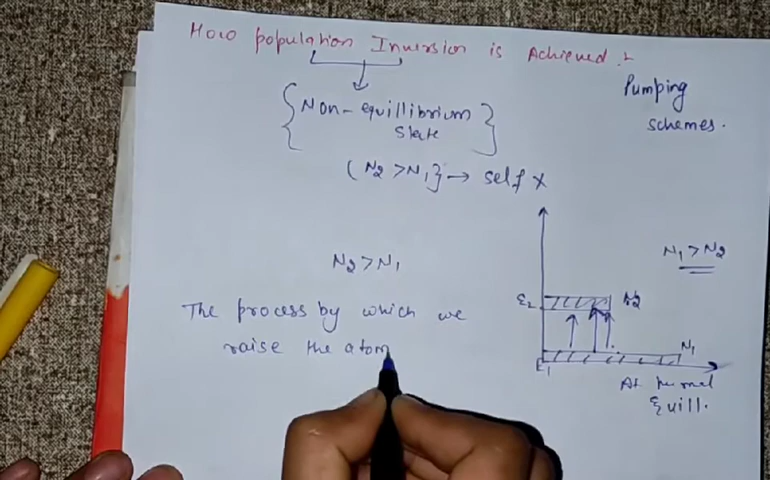 How population Inversion is Achieved ?
Pumping
schemes.
{ Non-equillibrium
State }
( N2 > N1 } → self X
N1 > N2
N2 > N1
E2
N2
The process by which we
raise the atom
N1
E1
At
Equill.